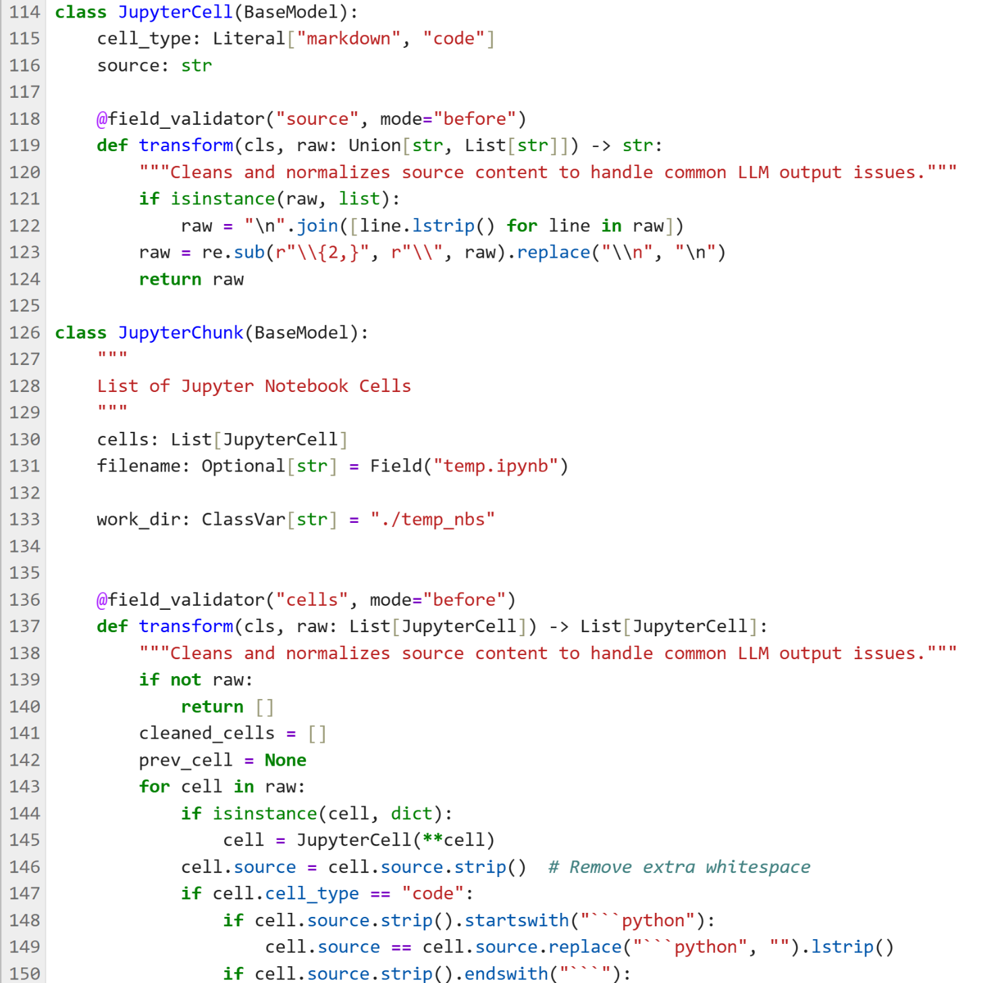 114 class JupyterCell(BaseModel):
115     cell_type: Literal["markdown", "code"]
116     source: str
117
118     @field_validator("source", mode="before")
119     def transform(cls, raw: Union[str, List[str]]) -> str:
120         """Cleans and normalizes source content to handle common LLM output issues."""
121         if isinstance(raw, list):
122             raw = "\n".join([line.lstrip() for line in raw])
123         raw = re.sub(r"\\{2,}", r"\\", raw).replace("\\n", "\n")
124         return raw
125
126 class JupyterChunk(BaseModel):
127     """
128     List of Jupyter Notebook Cells
129     """
130     cells: List[JupyterCell]
131     filename: Optional[str] = Field("temp.ipynb")
132
133     work_dir: ClassVar[str] = "./temp_nbs"
134
135
136     @field_validator("cells", mode="before")
137     def transform(cls, raw: List[JupyterCell]) -> List[JupyterCell]:
138         """Cleans and normalizes source content to handle common LLM output issues."""
139         if not raw:
140             return []
141         cleaned_cells = []
142         prev_cell = None
143         for cell in raw:
144             if isinstance(cell, dict):
145                 cell = JupyterCell(**cell)
146             cell.source = cell.source.strip()  # Remove extra whitespace
147             if cell.cell_type == "code":
148                 if cell.source.strip().startswith("```python"):
149                     cell.source == cell.source.replace("```python", "").lstrip()
150                 if cell.source.strip().endswith("```"):